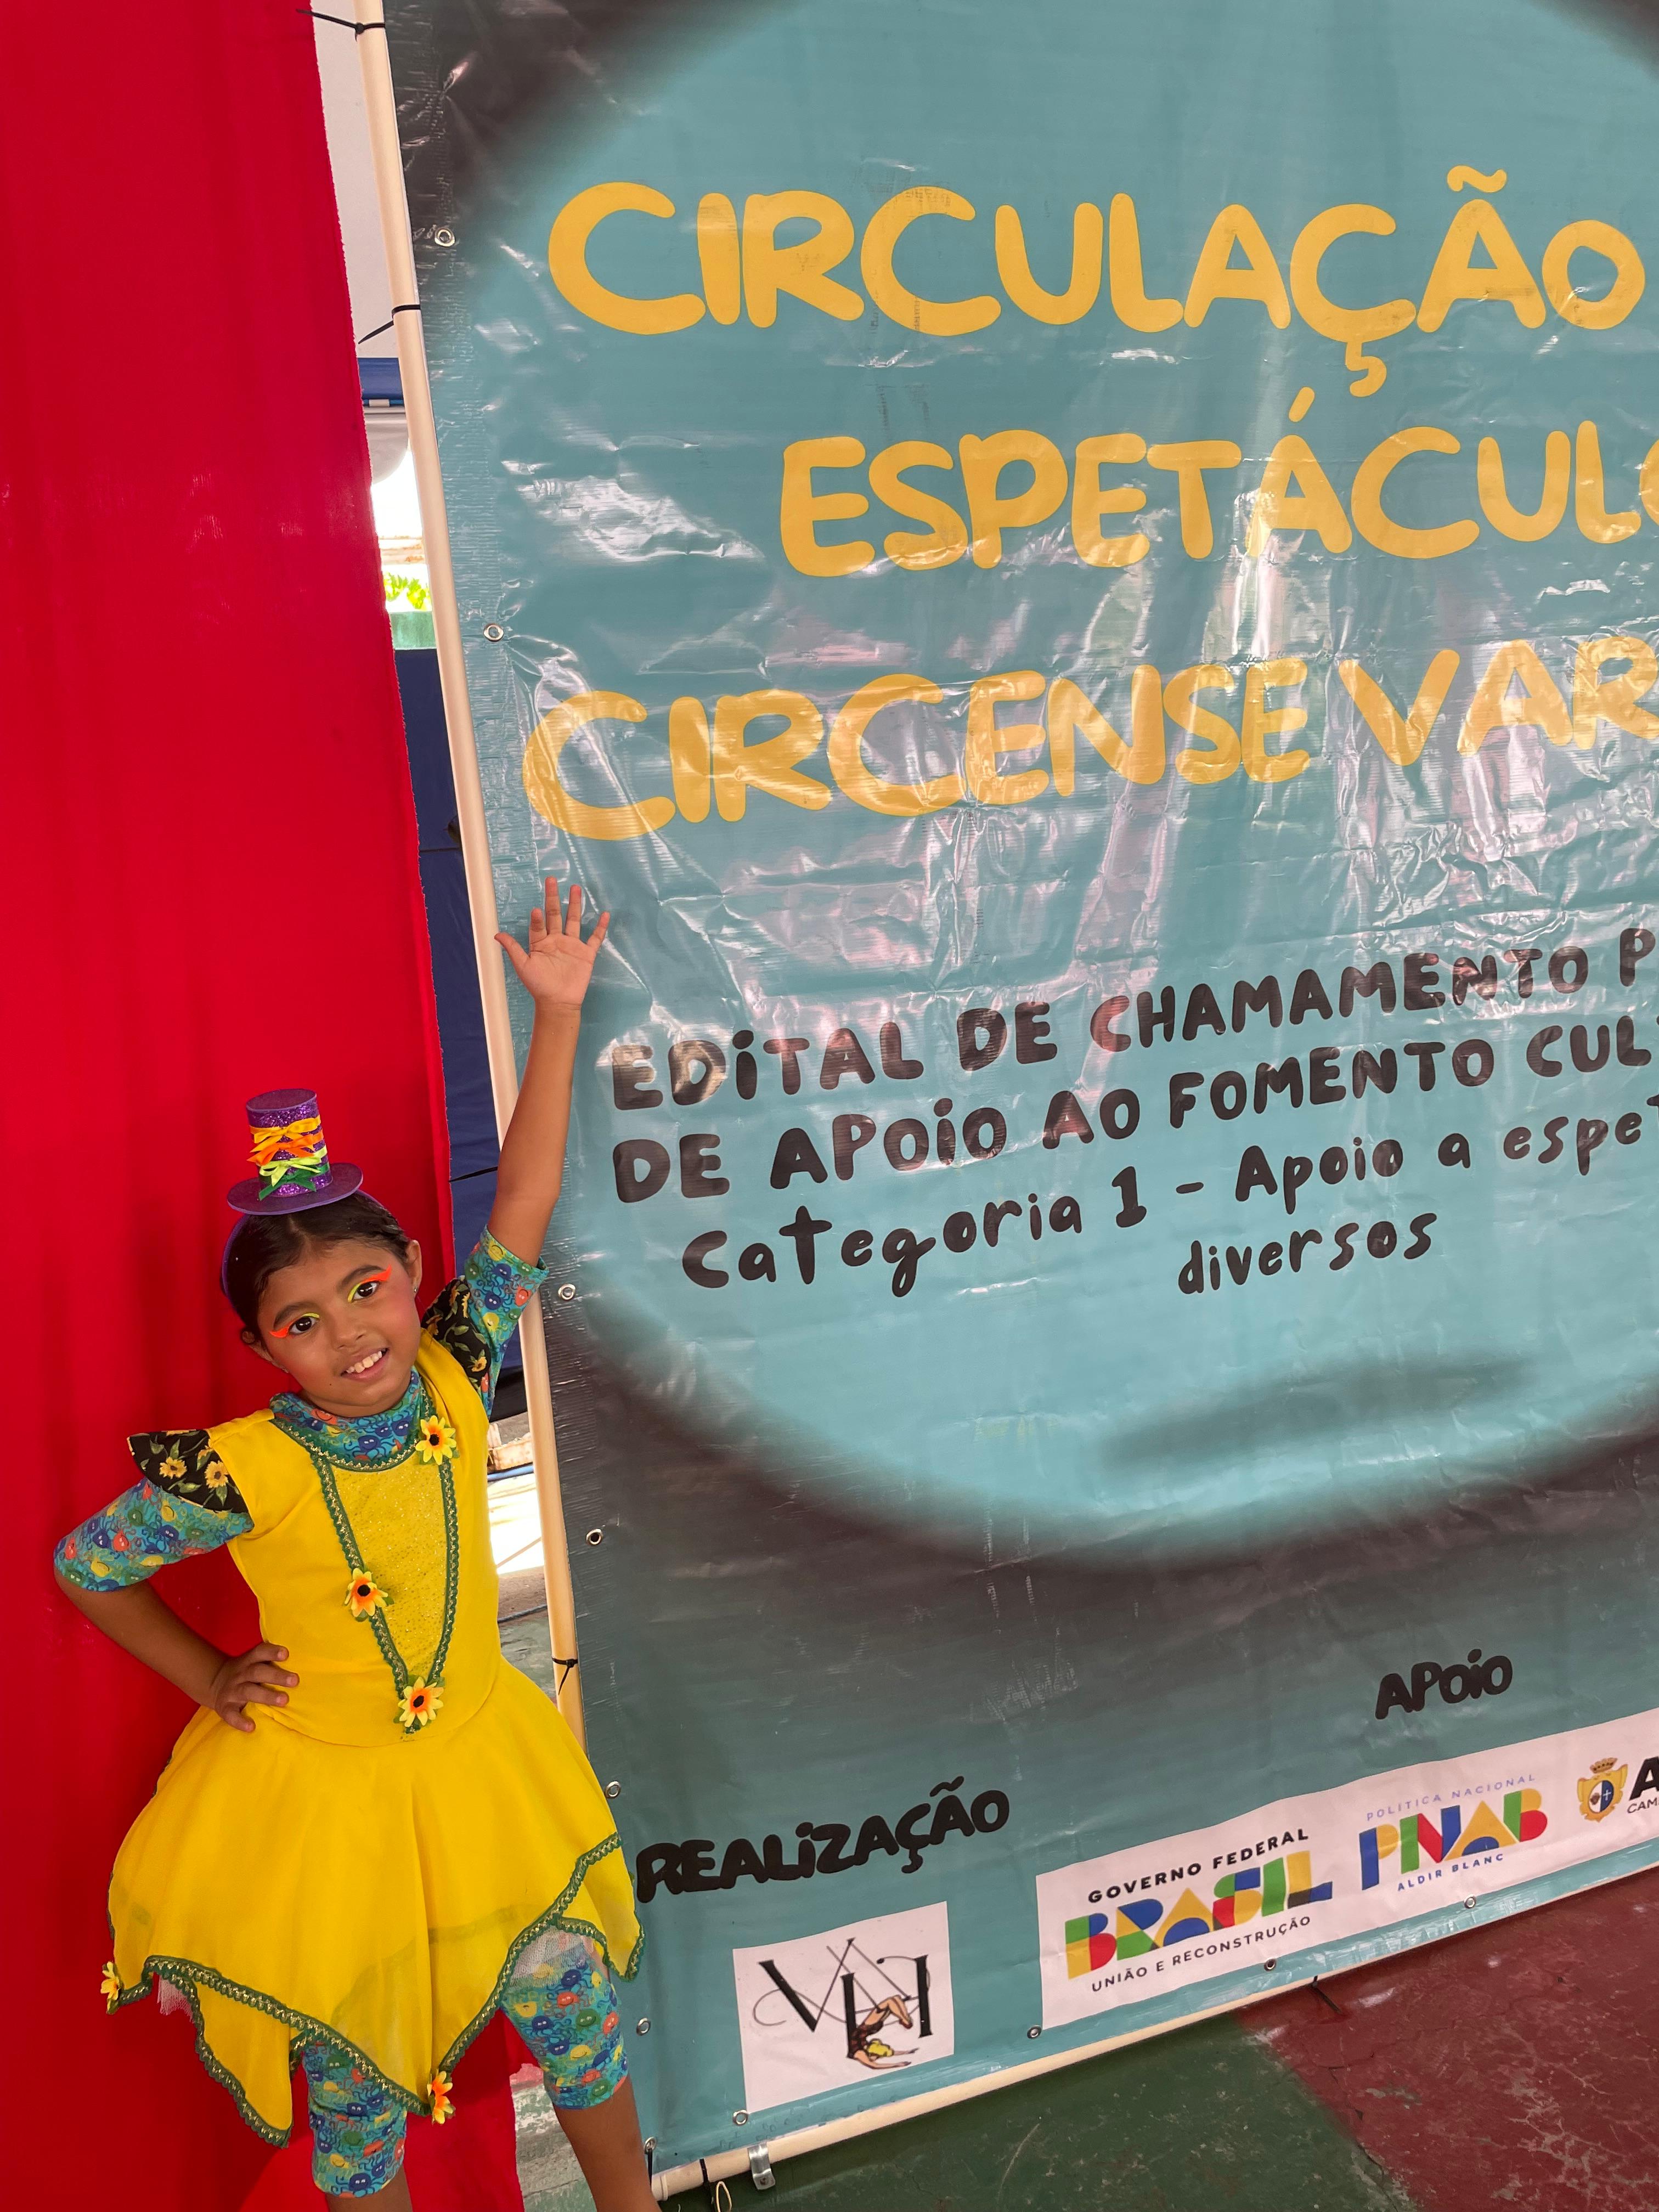 CIRCULAÇÃO
ESPETÁCULO
CIRCENSE VAR
EDITAL DE CHAMAMENTO P
DE APOIO AO FOMENTO CUL
Categoria 1 - Apoio a espet
diversos
APOIO
REALIZAÇÃO
GOVERNO FEDERAL
BRASIL
UNIÃO E RECONSTRUÇÃO
POLÍTICA NACIONAL
PNAB
ALDIR BLANC